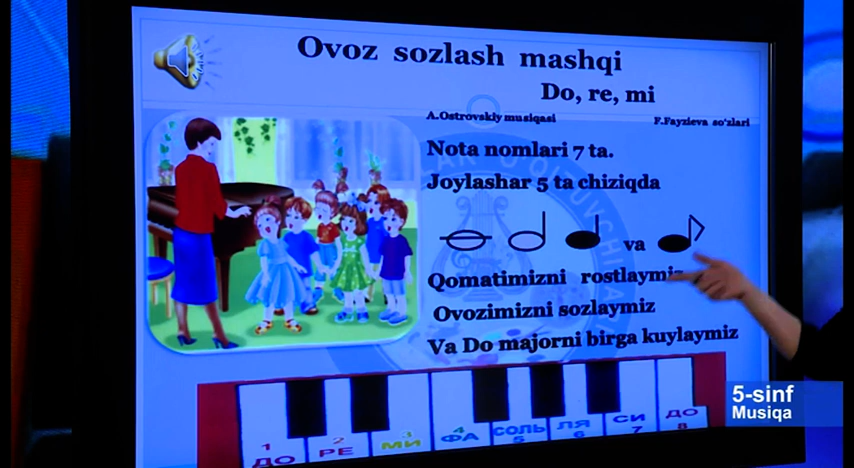 Ovoz sozlash mashqi
Do, re, mi
A.Ostrovskiy musiqasi F.Fayzieva so'zlari
Nota nomlari 7 ta.
Joylashar 5 ta chiziqda
va
Qomatimizni rostlaymiz
Ovozimizni sozlaymiz
Va Do majorni birga kuylaymiz
1 2 3 4 5 6 7 8
ДО РЕ МИ ФА СОЛЬ ЛЯ СИ ДО
5-sinf
Musiqa